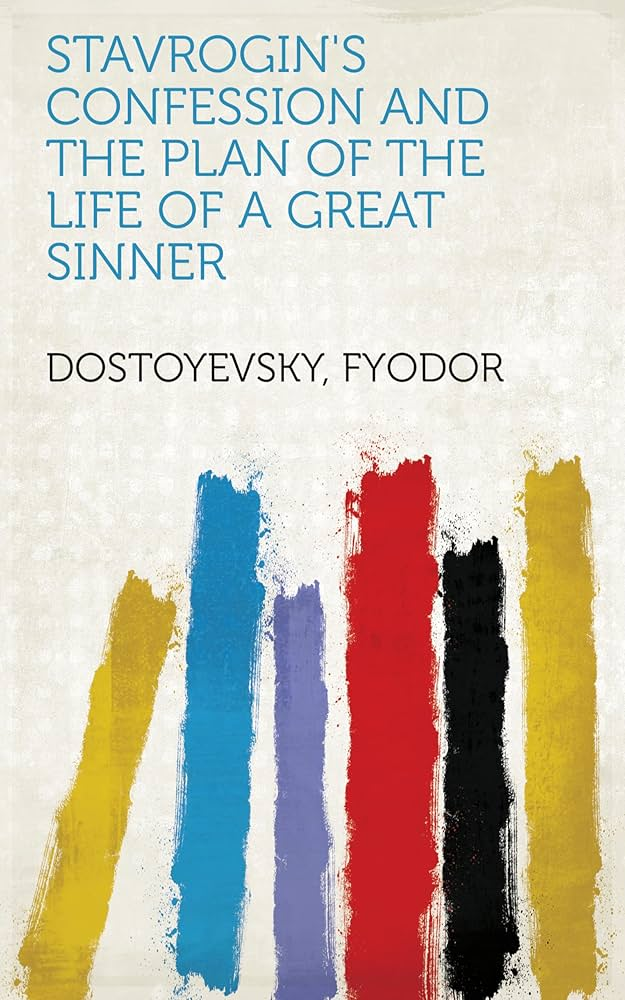 STAVROGIN'S
CONFESSION AND
THE PLAN OF THE
LIFE OF A GREAT
SINNER
DOSTOYEVSKY, FYODOR